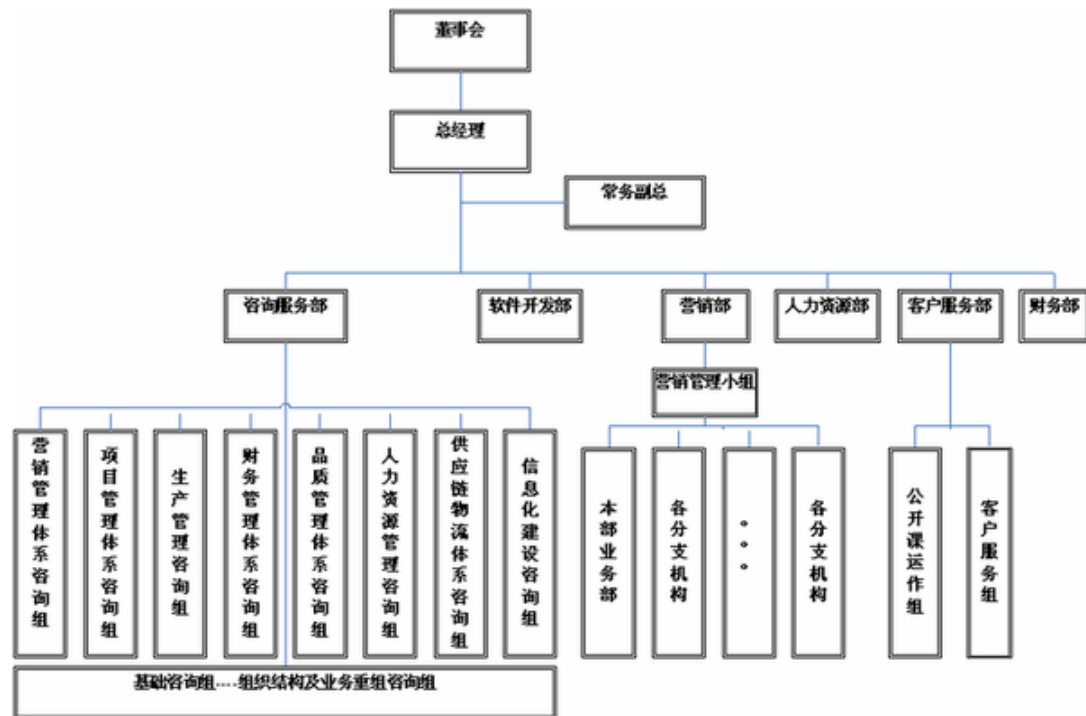 董事会
总经理
常务副总
咨询服务部
软件开发部
营销部
人力资源部
客户服务部
财务部
营销管理小组
营销管理体系咨询组
项目管理体系咨询组
生产管理咨询组
财务管理体系咨询组
品质管理体系咨询组
人力资源管理咨询组
供应链物流体系咨询组
信息化建设咨询组
本部业务部
各分支机构
。。。
各分支机构
公开课运作组
客户服务组
基础咨询组....组织结构及业务重组咨询组